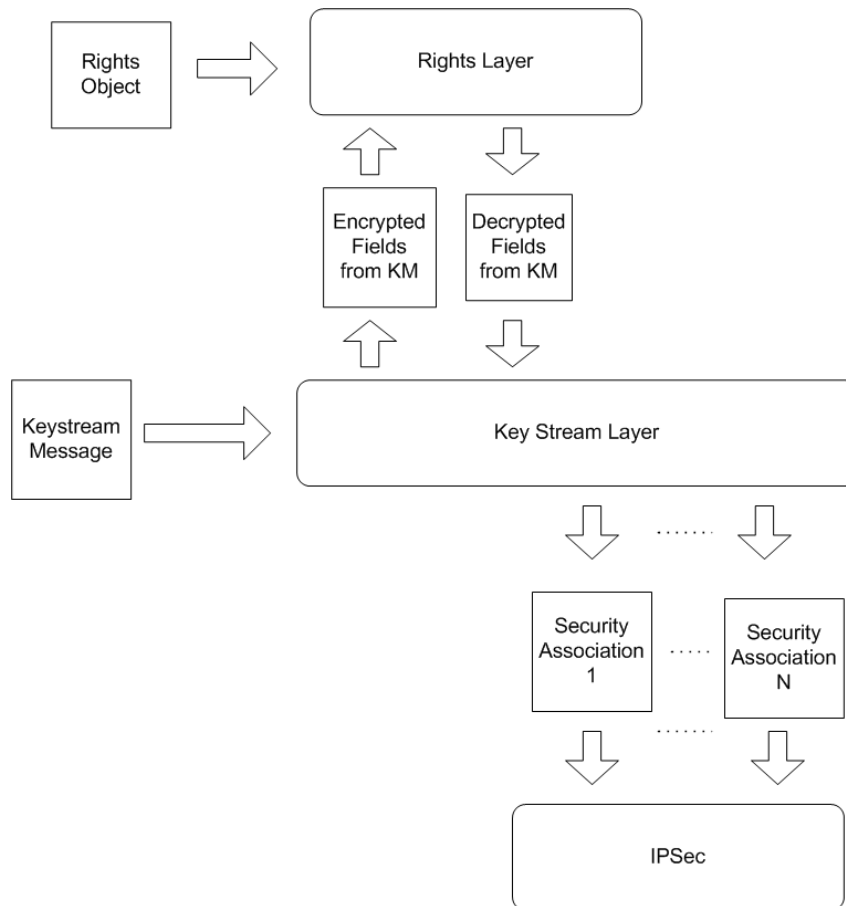 Rights
Object
Rights Layer
Encrypted
Fields
from KM
Decrypted
Fields
from KM
Keystream
Message
Key Stream Layer
Security
Association
1
Security
Association
N
IPSec